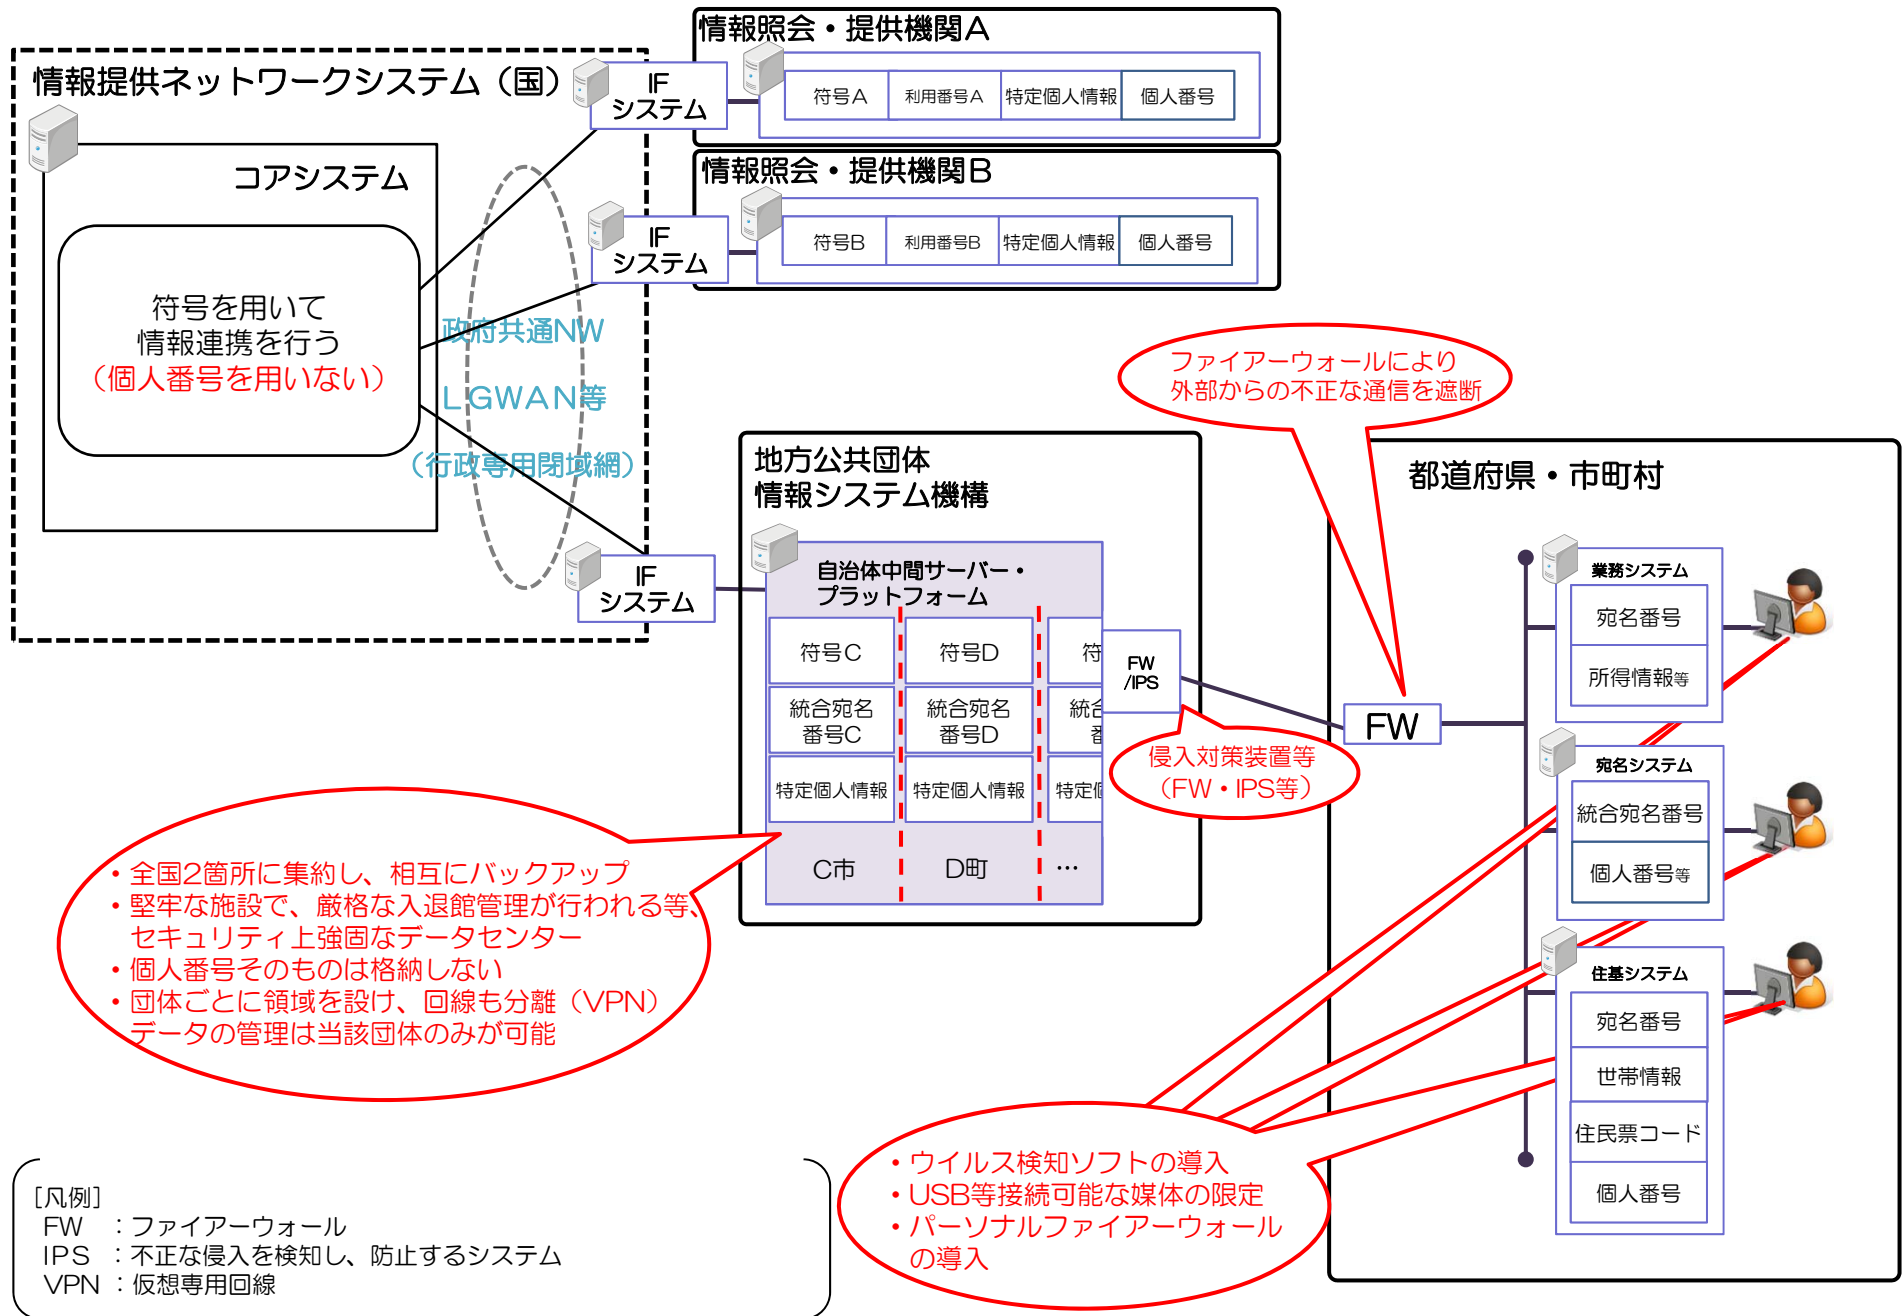 情報提供ネットワークシステム（国）
コアシステム
符号を用いて
情報連携を行う
（個人番号を用いない）
政府共通NW
LGWAN等
（行政専用閉域網）
IF
システム
情報照会・提供機関A
符号A
利用番号A
特定個人情報
個人番号
IF
システム
情報照会・提供機関B
符号B
利用番号B
特定個人情報
個人番号
IF
システム
地方公共団体
情報システム機構
自治体中間サーバー・
プラットフォーム
符号C
符号D
符
統合宛名
番号C
統合宛名
番号D
統合
番
特定個人情報
特定個人情報
特定個
C市
D町
…
FW
/IPS
侵入対策装置等
（FW・IPS等）
ファイアーウォールにより
外部からの不正な通信を遮断
FW
都道府県・市町村
業務システム
宛名番号
所得情報等
宛名システム
統合宛名番号
個人番号等
住基システム
宛名番号
世帯情報
住民票コード
個人番号
・全国2箇所に集約し、相互にバックアップ
・堅牢な施設で、厳格な入退館管理が行われる等、
セキュリティ上強固なデータセンター
・個人番号そのものは格納しない
・団体ごとに領域を設け、回線も分離（VPN）
データの管理は当該団体のみが可能
・ウイルス検知ソフトの導入
・USB等接続可能な媒体の限定
・パーソナルファイアーウォール
の導入
［凡例］
FW ：ファイアーウォール
IPS ：不正な侵入を検知し、防止するシステム
VPN ：仮想専用回線